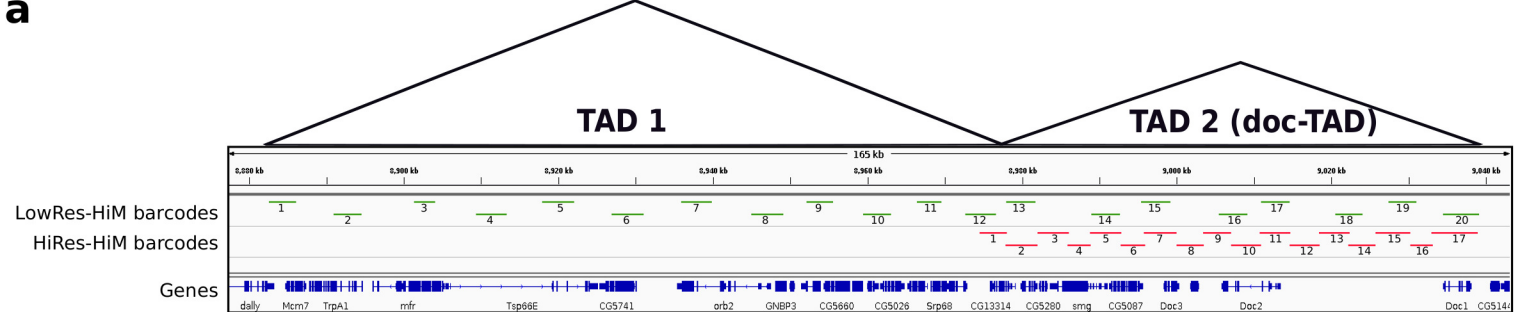 a
TAD 1
TAD 2 (doc-TAD)
165 kb
8,880 kb 8,900 kb 8,920 kb 8,940 kb 8,960 kb 8,980 kb 9,000 kb 9,020 kb 9,040 kb
LowRes-HiM barcodes 1 2 3 4 5 6 7 8 9 10 11 12 13 14 15 16 17 18 19 20
HiRes-HiM barcodes 1 2 3 4 5 6 7 8 9 10 11 12 13 14 15 16 17
Genes
dally Mcm7 TrpA1 mfr Tsp66E CG5741 orb2 GNBP3 CG5660 CG5026 Srp68 CG13314 CG5280 smg CG5087 Doc3 Doc2 Doc1 CG5144